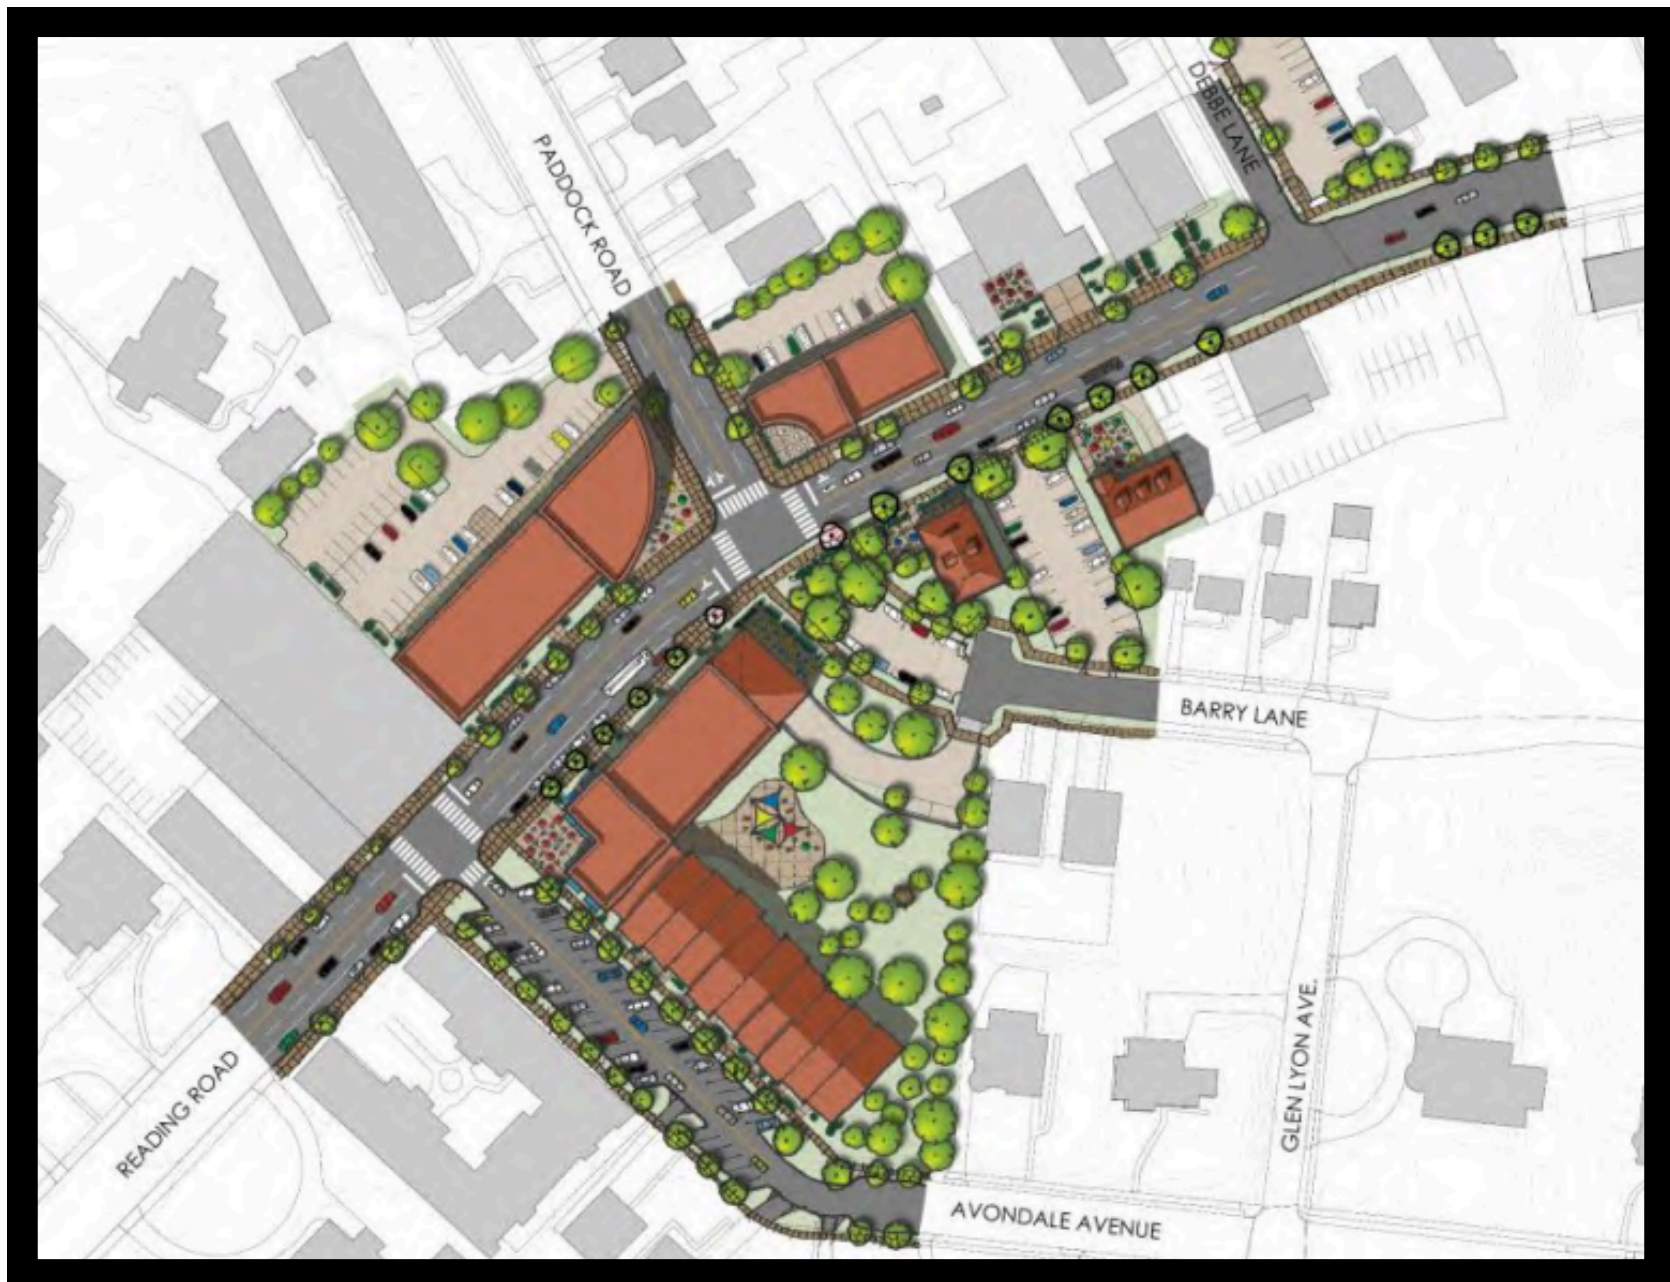 DEBBE LANE
PADDOCK ROAD
BARRY LANE
GLEN LYON AVE.
READING ROAD
AVONDALE AVENUE